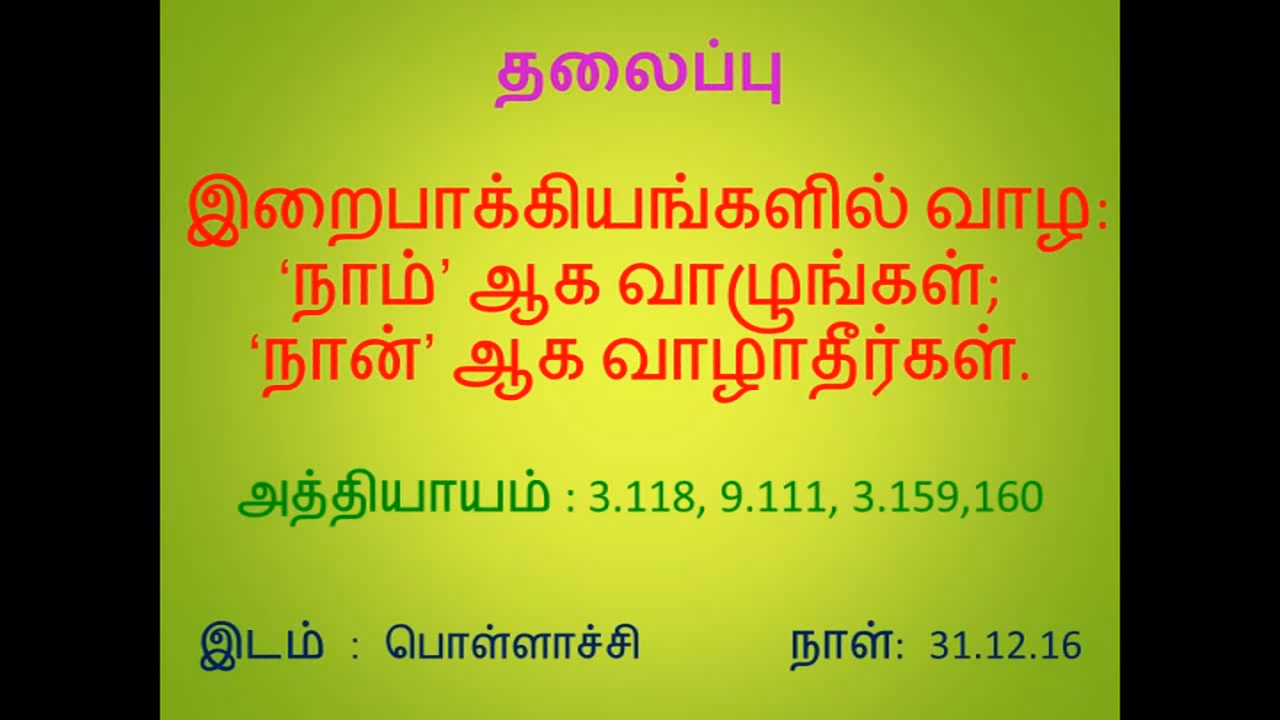 தலைப்பு
இறைபாக்கியங்களில் வாழ:
‘நாம்’ ஆக வாழுங்கள்;
‘நான்’ ஆக வாழாதீர்கள்.
அத்தியாயம் : 3.118, 9.111, 3.159,160
இடம் : பொள்ளாச்சி நாள்: 31.12.16